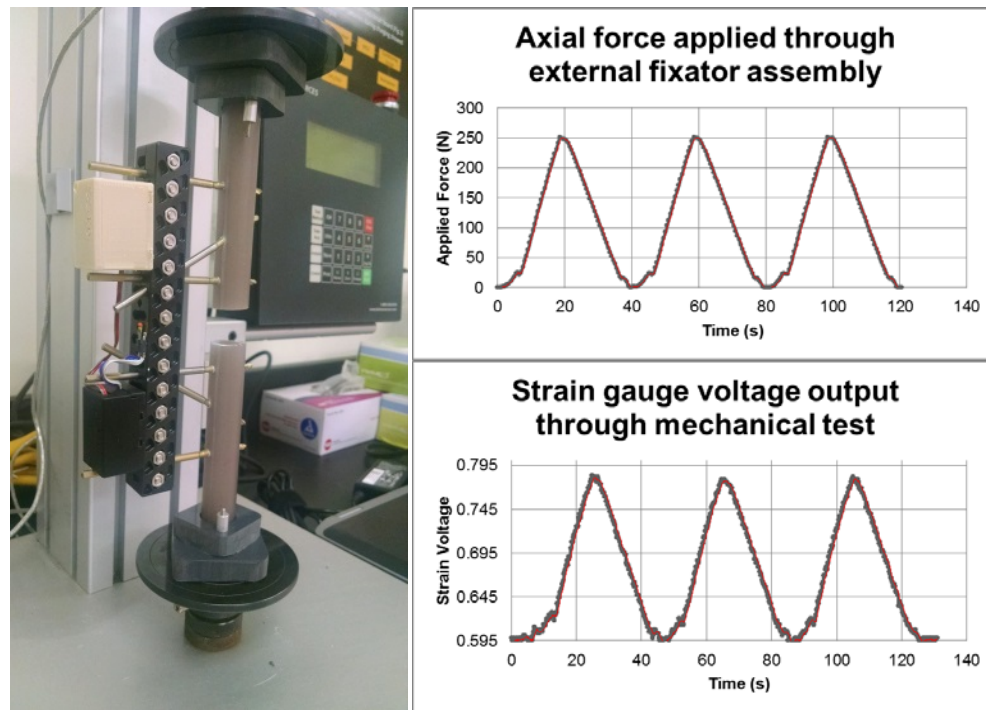 Axial force applied through
external fixator assembly
Applied Force (N)
300
250
200
150
100
50
0
0 20 40 60 80 100 120 140
Time (s)
Strain gauge voltage output
through mechanical test
Strain Voltage
0.795
0.745
0.695
0.645
0.595
0 20 40 60 80 100 120 140
Time (s)